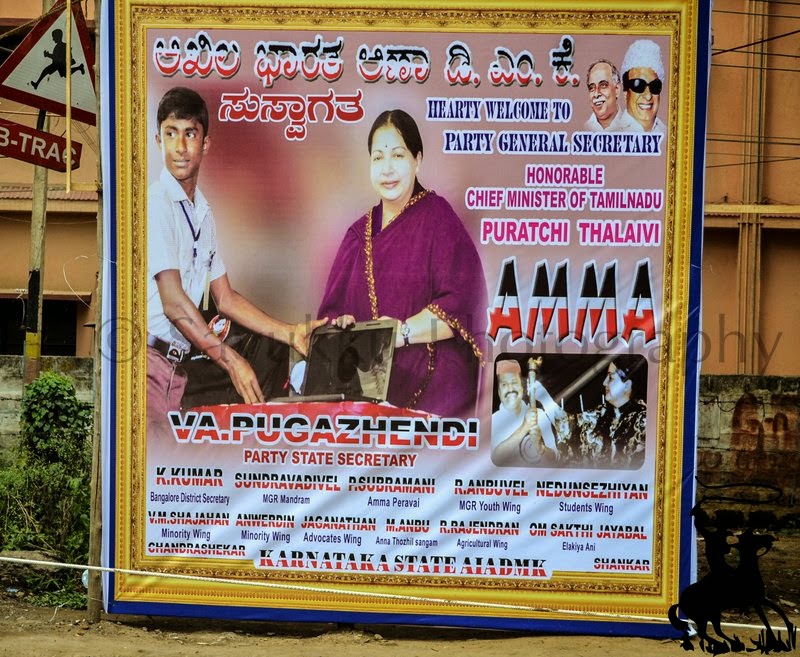 ಅಖಿಲ ಭಾರತ ಅಣಾ ಡಿ. ಎಂ. ಕೆ.
ಸುಸ್ವಾಗತ
HEARTY WELCOME TO
PARTY GENERAL SECRETARY
HONORABLE
CHIEF MINISTER OF TAMILNADU
PURATCHI THALAIVI
AMMA
B-TRAC
VA.PUGAZHENDI
PARTY STATE SECRETARY
K.KUMAR SUNDRAVADIVEL P.SUBRAMANI R.ANBUVEL NEDUNSEZHIYAN
Bangalore District Secretary MGR Mandram Amma Peravai MGR Youth Wing Students Wing
V.M.SHAJAHAN ANWERDIN JAGANATHAN M.ANBU R.RAJENDRAN OM SAKTHI JAYABAL
Minority Wing Minority Wing Advocates Wing Anna Thozhil sangam Agricultural Wing Elakiya Ani
CHANDRASHEKAR KARNATAKA STATE AIADMK SHANKAR